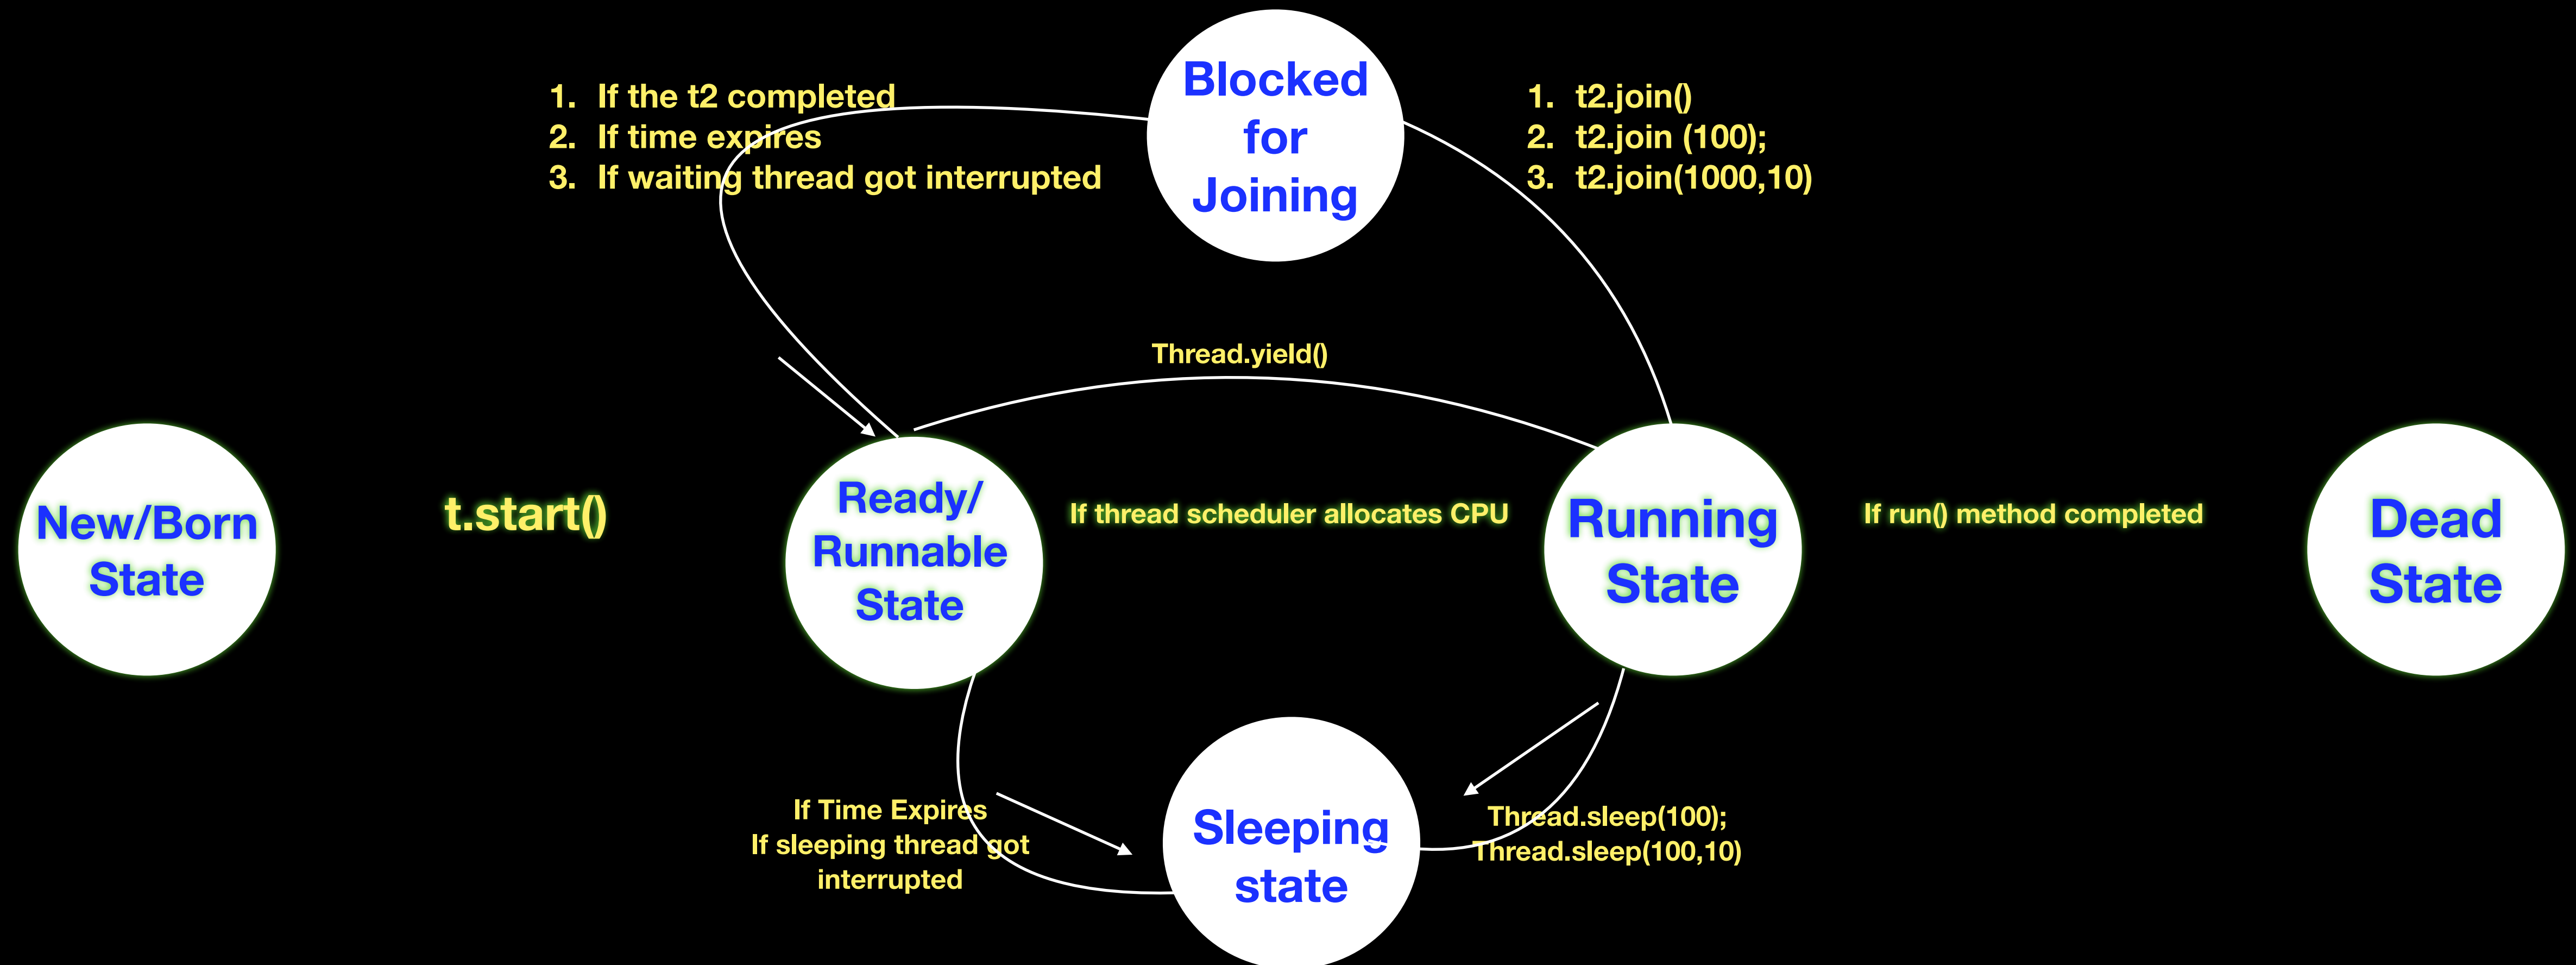 Blocked
for
Joining
1. If the t2 completed
2. If time expires
3. If waiting thread got interrupted
1. t2.join()
2. t2.join (100);
3. t2.join(1000,10)
Thread.yield()
New/Born
State
t.start()
Ready/
Runnable
State
If thread scheduler allocates CPU
Running
State
If run() method completed
Dead
State
If Time Expires
If sleeping thread got
interrupted
Sleeping
state
Thread.sleep(100);
Thread.sleep(100,10)